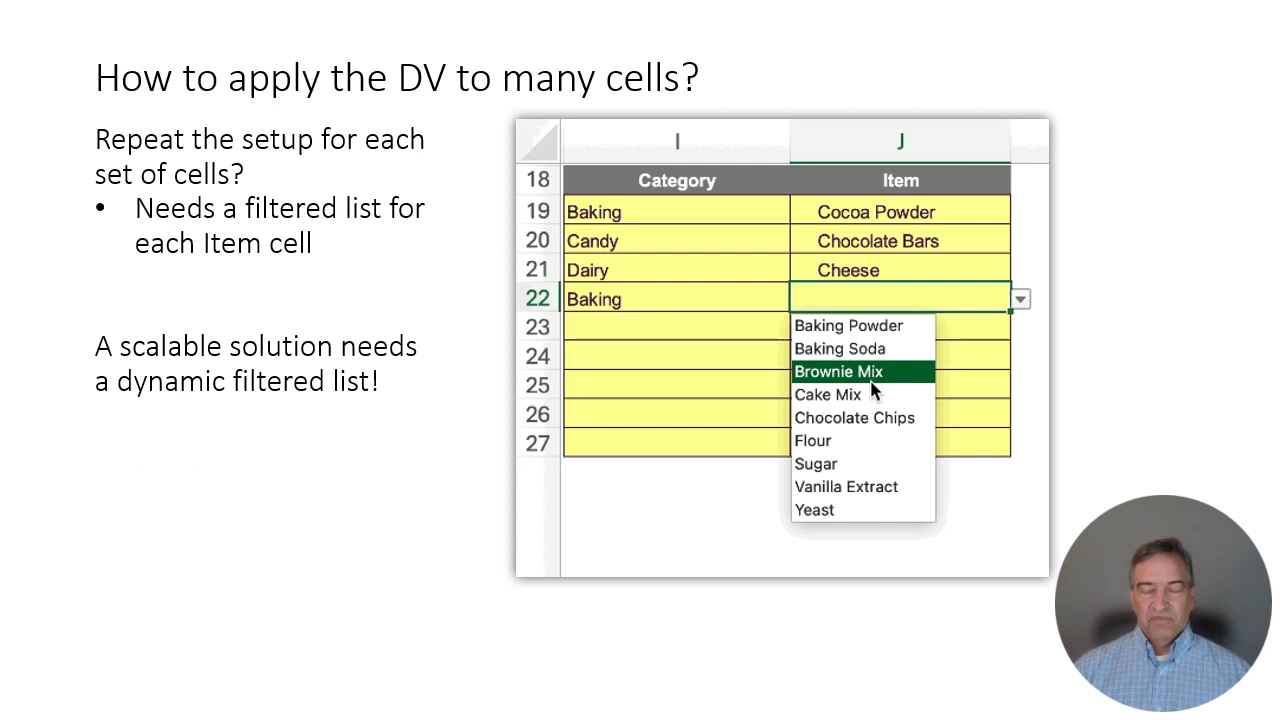 How to apply the DV to many cells?
Repeat the setup for each
set of cells?
• Needs a filtered list for
each Item cell
A scalable solution needs
a dynamic filtered list!
I J
18 Category Item
19 Baking Cocoa Powder
20 Candy Chocolate Bars
21 Dairy Cheese
22 Baking
23
24
25
26
27
Baking Powder
Baking Soda
Brownie Mix
Cake Mix
Chocolate Chips
Flour
Sugar
Vanilla Extract
Yeast